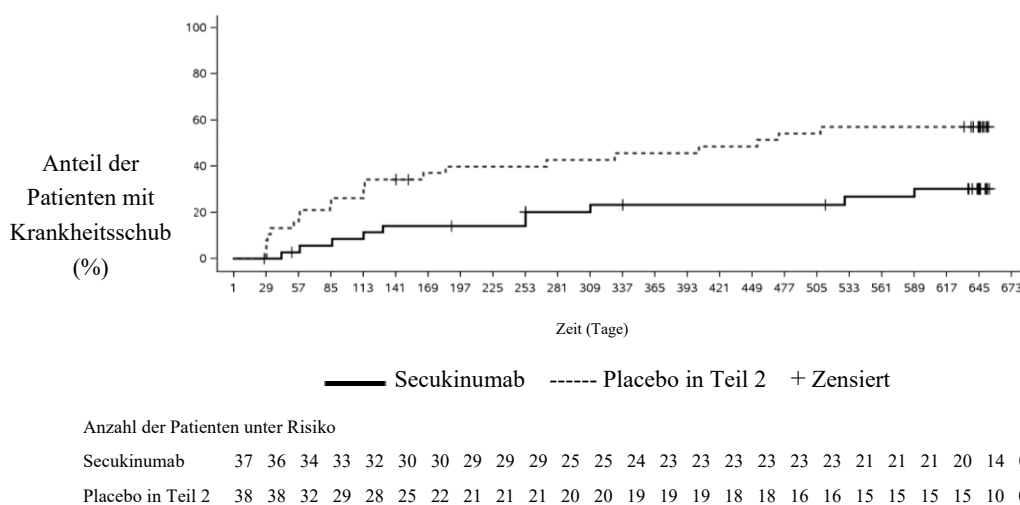 100
80
60
40
20
0
Anteil der
Patienten mit
Krankheitsschub
(%)
1 29 57 85 113 141 169 197 225 253 281 309 337 365 393 421 449 477 505 533 561 589 617 645 673
Zeit (Tage)
Secukinumab Placebo in Teil 2 + Zensiert
Anzahl der Patienten unter Risiko
Secukinumab 37 36 34 33 32 30 30 29 29 29 25 25 24 23 23 23 23 23 23 21 21 21 20 14
Placebo in Teil 2 38 38 32 29 28 25 22 21 21 21 20 20 19 19 19 18 18 16 16 15 15 15 15 10